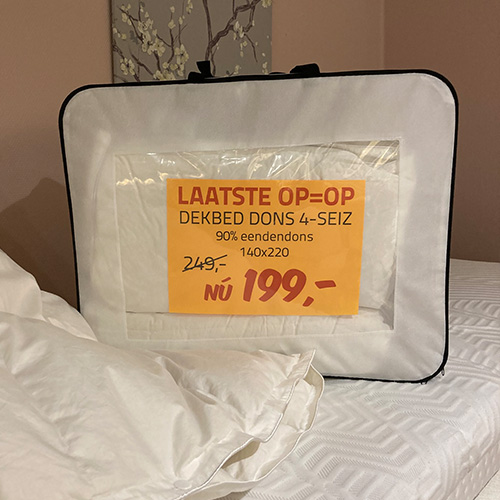 LAATSTE OP=OP
DEKBED DONS 4-SEIZ
90% eendendons
140x220
249,-
NÚ 199,-